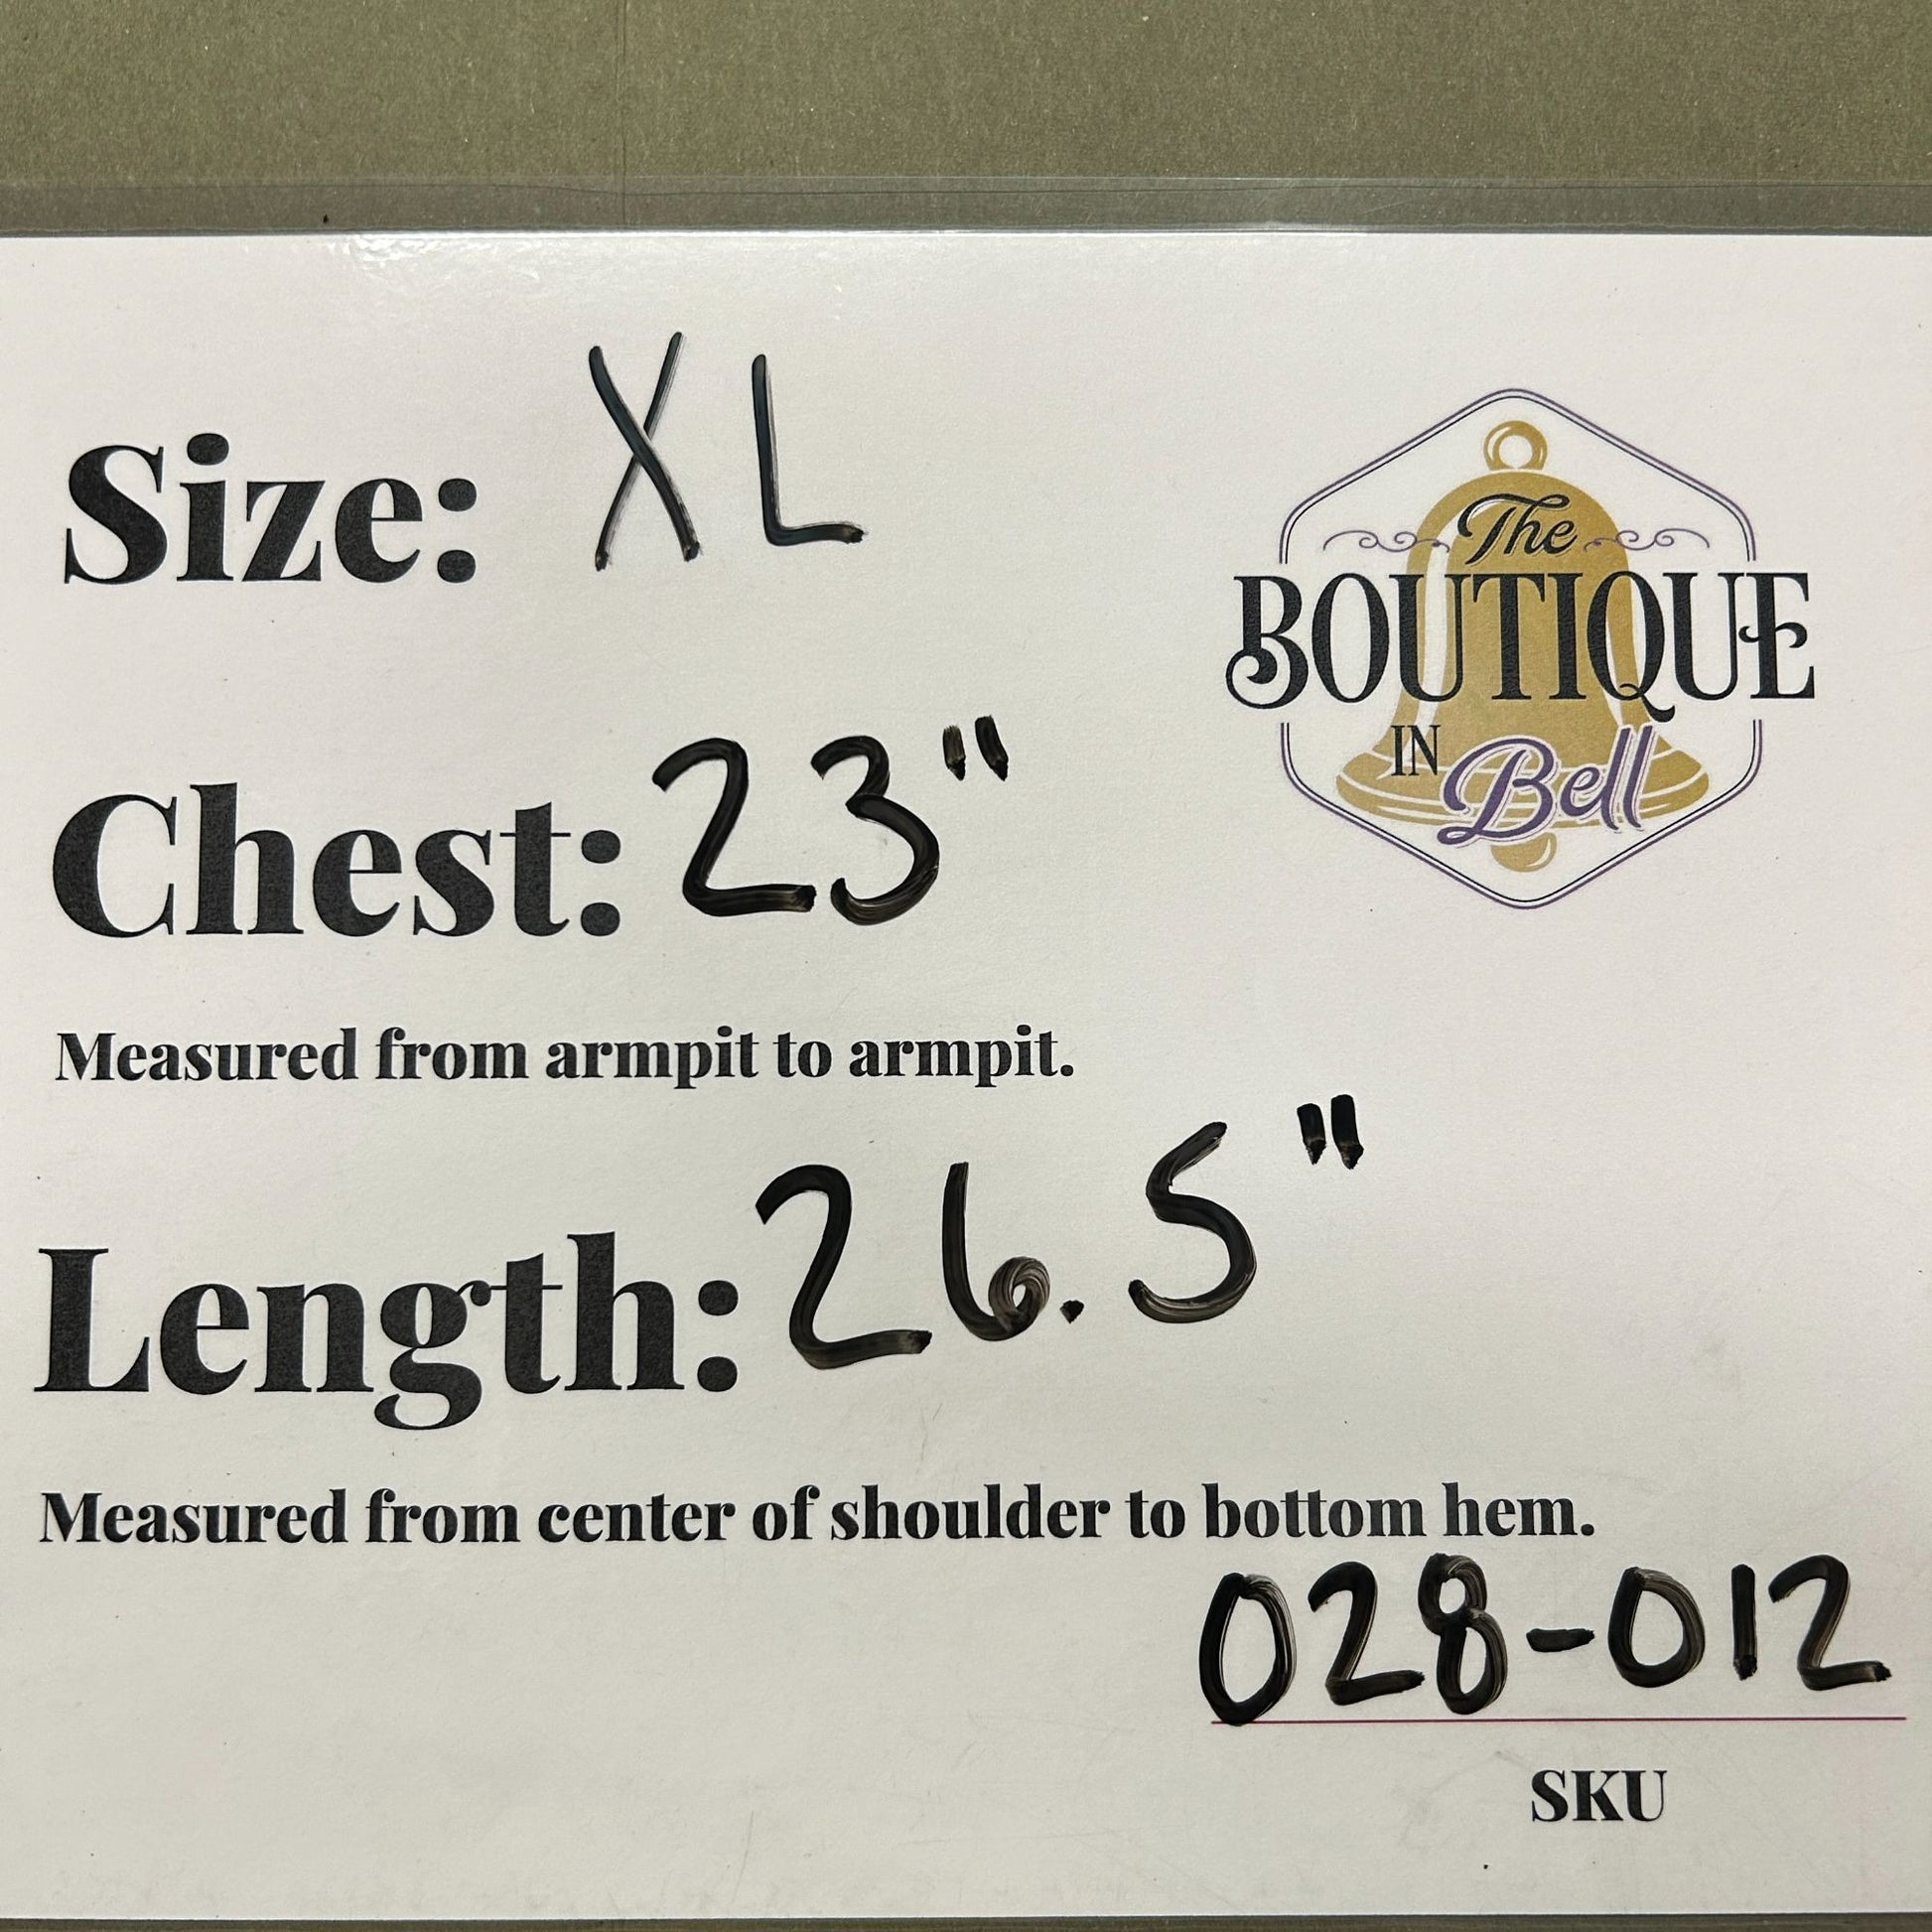 Size: XL
The
BOUTIQUE
IN Bell
Chest: 23"
Measured from armpit to armpit.
Length: 26.5"
Measured from center of shoulder to bottom hem.
028-012
SKU